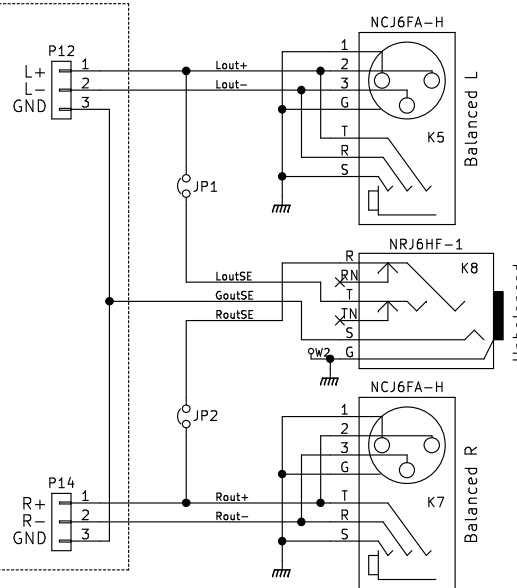 NCJ6FA-H
P12
L+ 1 Lout+
L- 2 Lout-
GND 3
1
2
3
G
T
R
S
K5
Balanced L
JP1
NRJ6HF-1
K8
R
RN
T
TN
S
G
LoutSE
GoutSE
RoutSE
W2
JP2
NCJ6FA-H
1
2
3
G
T
R
S
K7
Balanced R
P14
R+ 1 Rout+
R- 2 Rout-
GND 3